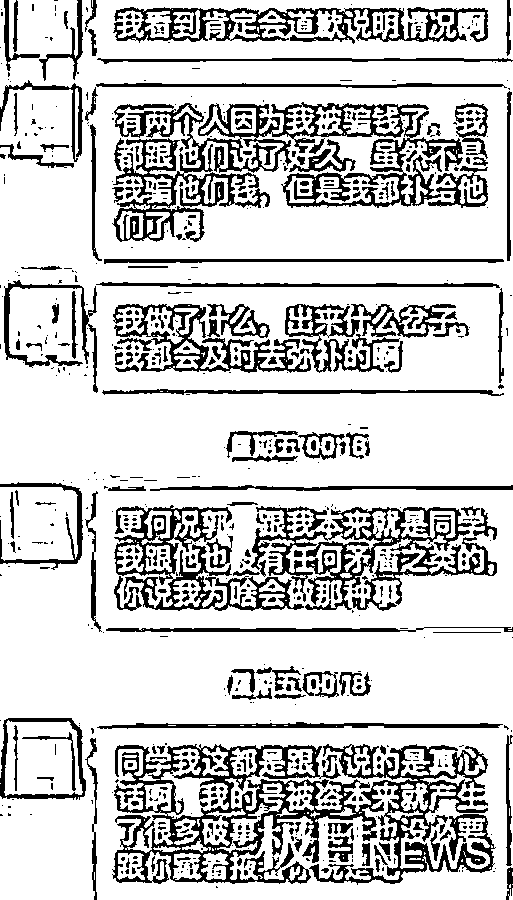 我看到肯定会道歉说明情况啊
有两个人因为我被骗钱了。我
都跟他们说了好久，虽然不是
我骗他们钱，但是我都补给他
们了啊
我做了什么，出来什么岔子，
我都会及时去弥补的啊
星期五 00:16
更何况郭 跟我本来就是同学，
我跟他也没有任何矛盾之类的，
你说我为啥会做那种事
星期五 00:18
同学我这都是跟你说的是真心
话啊，我的号被盗本来就产生
了很多破事 也没必要
跟你藏着掖着
极目NEWS